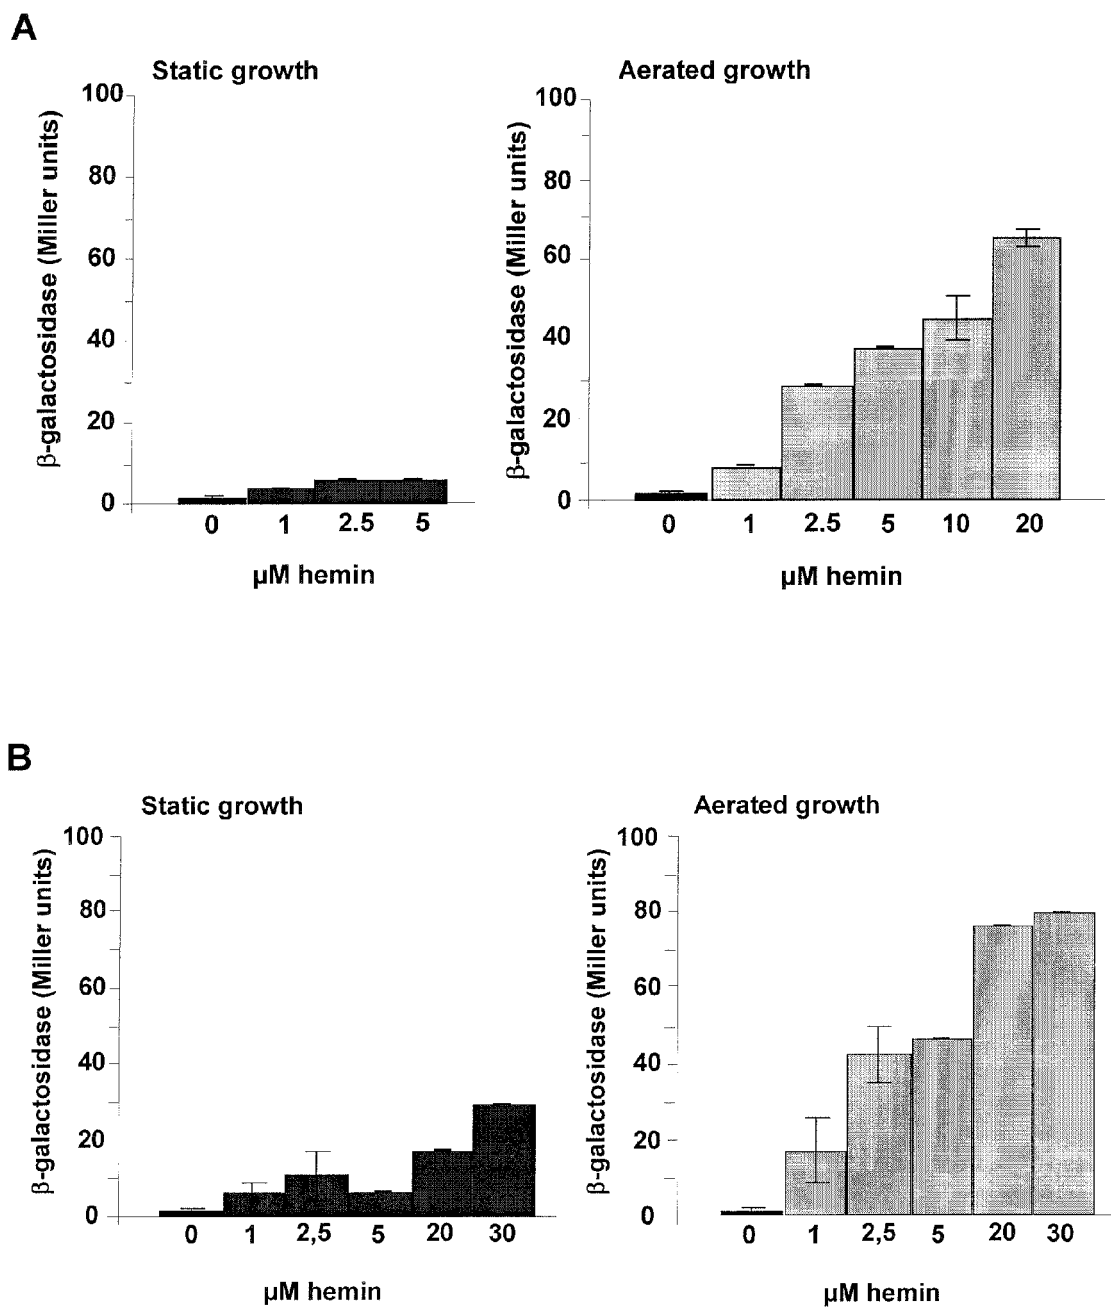 A
Static growth
Aerated growth
β-galactosidase (Miller units)
100
80
60
40
20
0
0 1 2.5 5
µM hemin
β-galactosidase (Miller units)
100
80
60
40
20
0
0 1 2.5 5 10 20
µM hemin
B
Static growth
Aerated growth
β-galactosidase (Miller units)
100
80
60
40
20
0
0 1 2,5 5 20 30
µM hemin
β-galactosidase (Miller units)
100
80
60
40
20
0
0 1 2,5 5 20 30
µM hemin